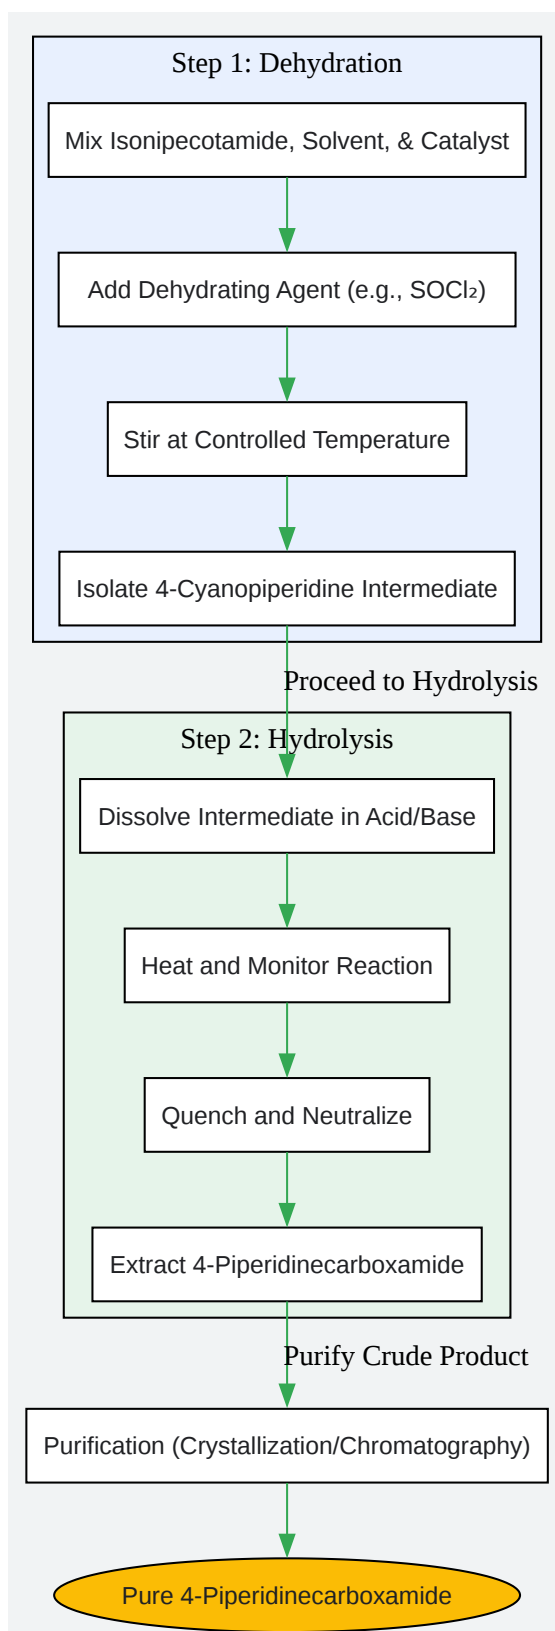 Step 1: Dehydration
Mix Isonipecotamide, Solvent, & Catalyst
Add Dehydrating Agent (e.g., SOCl₂)
Stir at Controlled Temperature
Isolate 4-Cyanopiperidine Intermediate
Proceed to Hydrolysis
Step 2: Hydrolysis
Dissolve Intermediate in Acid/Base
Heat and Monitor Reaction
Quench and Neutralize
Extract 4-Piperidinecarboxamide
Purify Crude Product
Purification (Crystallization/Chromatography)
Pure 4-Piperidinecarboxamide